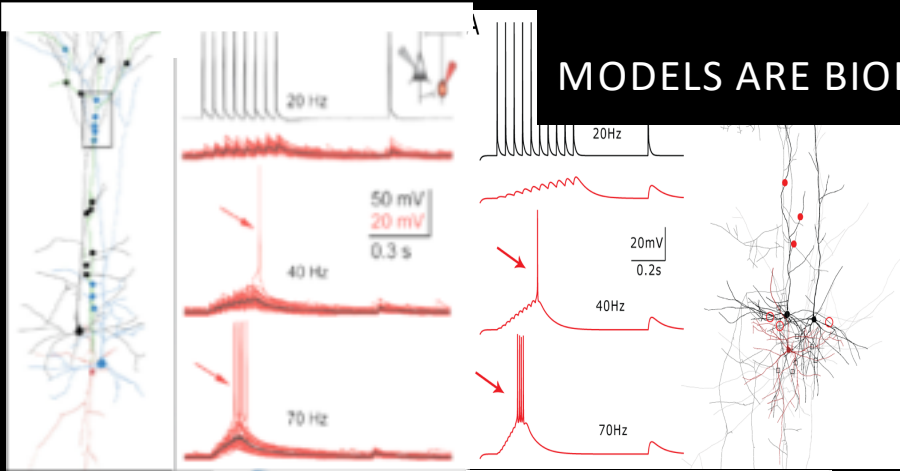 MODELS ARE BIO
20 Hz
50 mV
20 mV
0.3 s
40 Hz
70 Hz
20Hz
20mV
0.2s
40Hz
70Hz